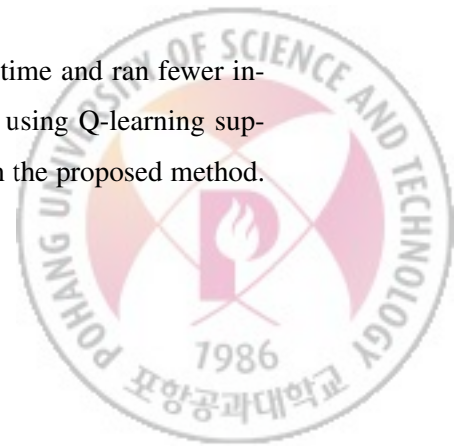 time and ran fewer in-
using Q-learning sup-
n the proposed method.
POHANG UNIVERSITY OF SCIENCE AND TECHNOLOGY
1986
포항공과대학교